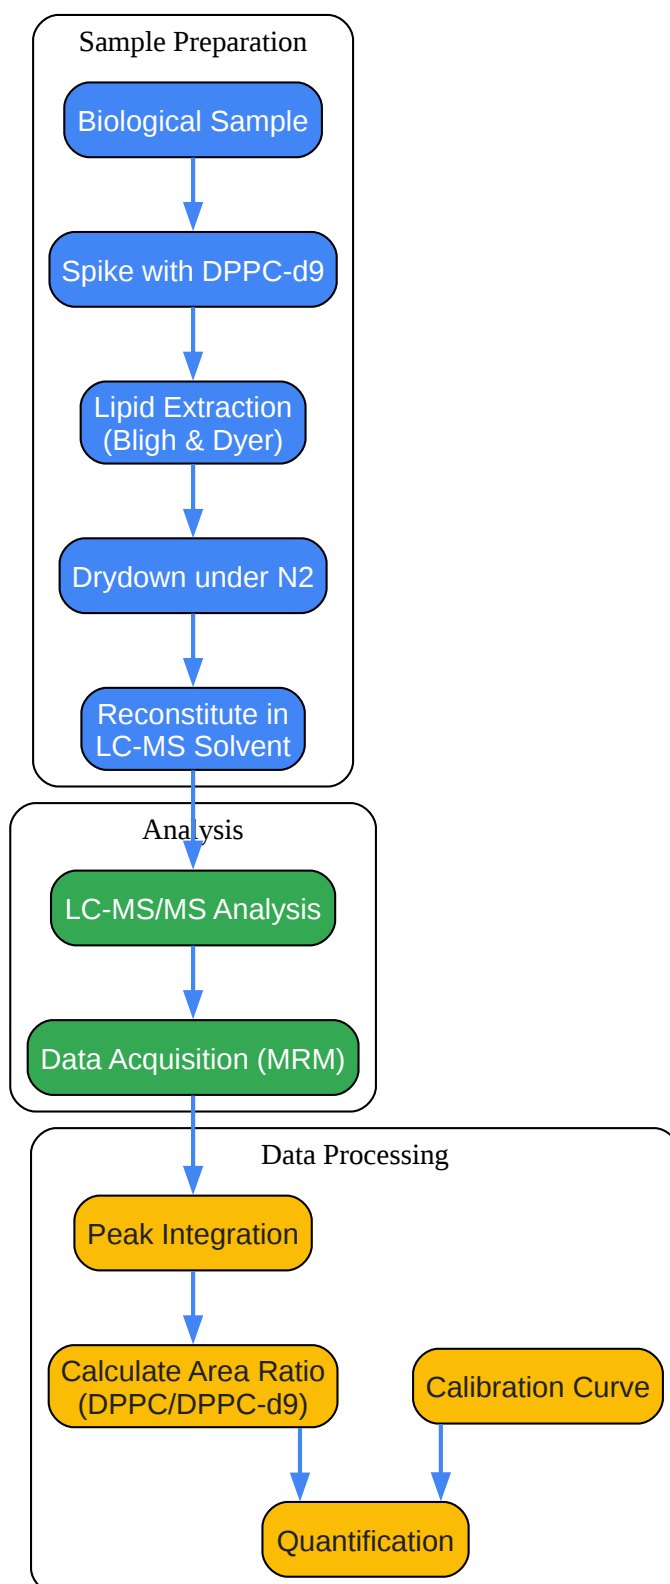 Sample Preparation
Biological Sample
Spike with DPPC-d9
Lipid Extraction
(Bligh & Dyer)
Drydown under N2
Reconstitute in
LC-MS Solvent
Analysis
LC-MS/MS Analysis
Data Acquisition (MRM)
Data Processing
Peak Integration
Calculate Area Ratio
(DPPC/DPPC-d9)
Calibration Curve
Quantification